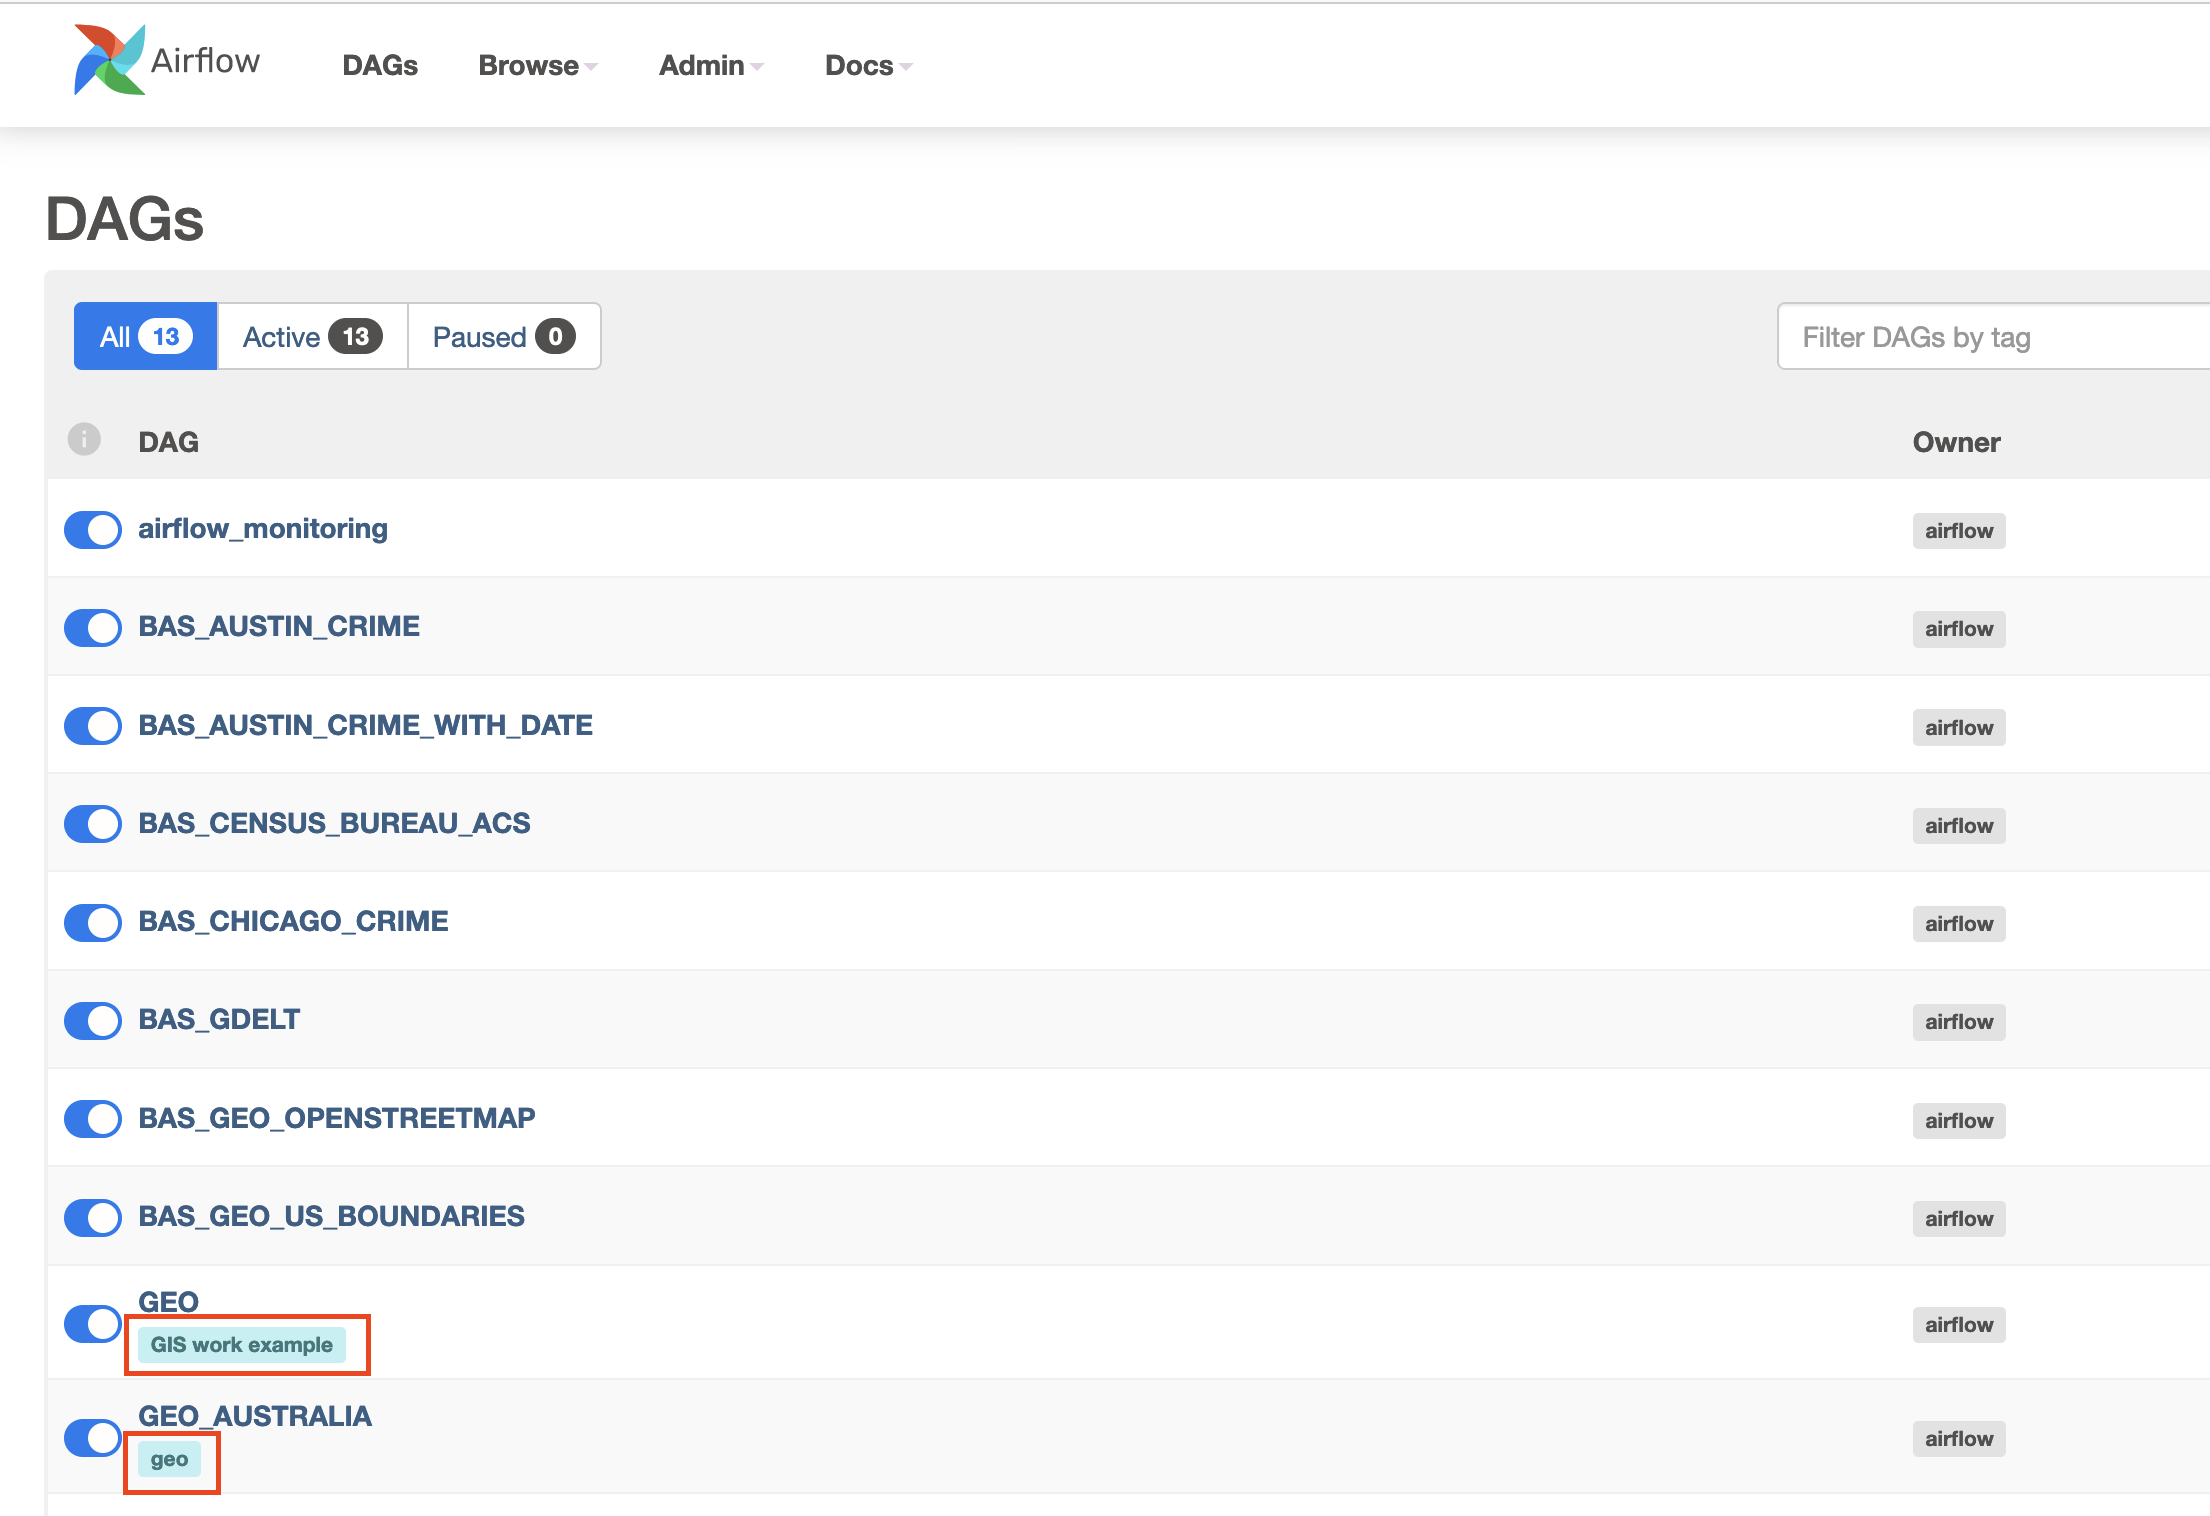 Airflow DAGs Browse Admin Docs
DAGs
All 13 Active 13 Paused 0 Filter DAGs by tag
i DAG Owner
airflow_monitoring airflow
BAS_AUSTIN_CRIME airflow
BAS_AUSTIN_CRIME_WITH_DATE airflow
BAS_CENSUS_BUREAU_ACS airflow
BAS_CHICAGO_CRIME airflow
BAS_GDELT airflow
BAS_GEO_OPENSTREETMAP airflow
BAS_GEO_US_BOUNDARIES airflow
GEO
GIS work example airflow
GEO_AUSTRALIA
geo airflow